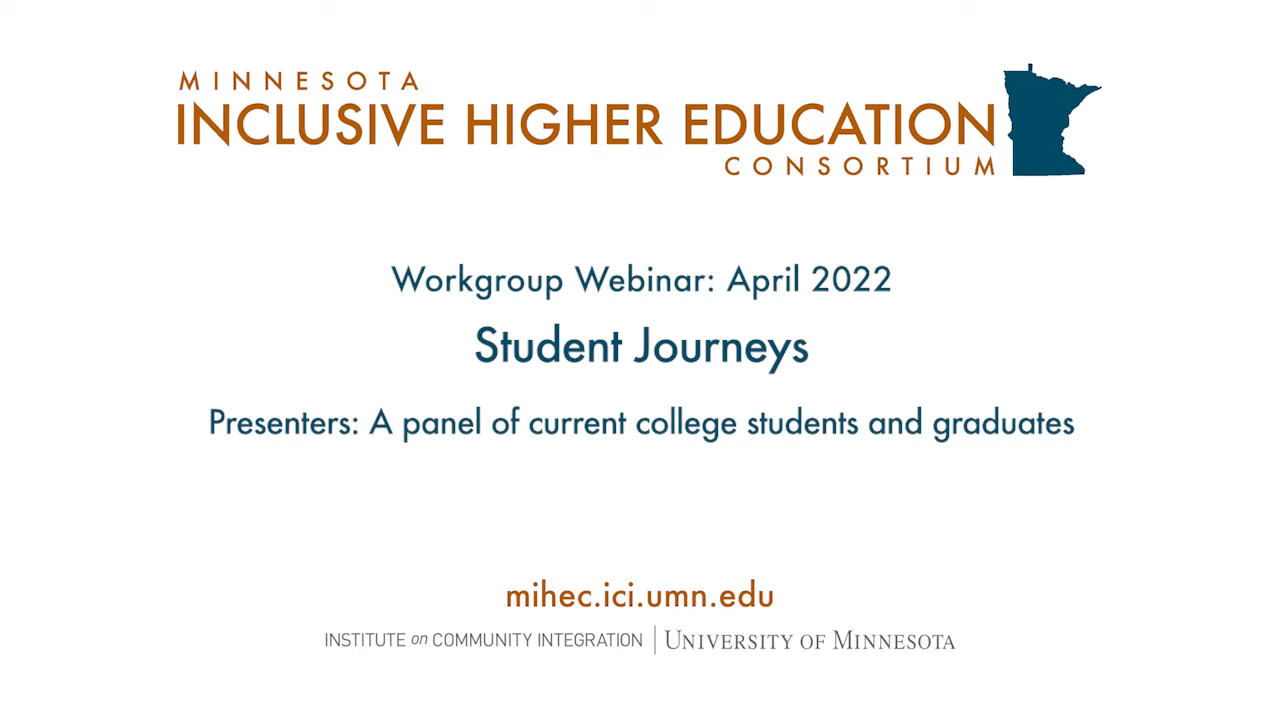 MINNESOTA
INCLUSIVE HIGHER EDUCATION
CONSORTIUM
Workgroup Webinar: April 2022
Student Journeys
Presenters: A panel of current college students and graduates
mihec.ici.umn.edu
INSTITUTE on COMMUNITY INTEGRATION | UNIVERSITY OF MINNESOTA